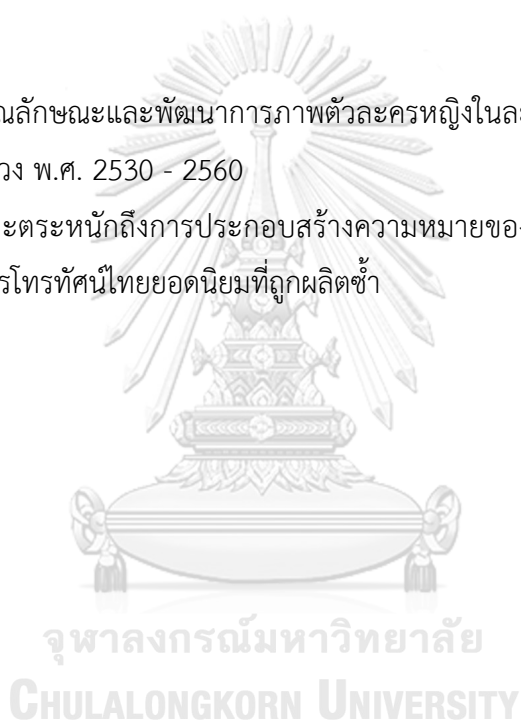 ณลักษณะและพัฒนาการภาพตัวละครหญิงในละ
วง พ.ศ. 2530 - 2560
ะตระหนักถึงการประกอบสร้างความหมายของ
รโทรทัศน์ไทยยอดนิยมที่ถูกผลิตซ้ำ
จุฬาลงกรณ์มหาวิทยาลัย
CHULALONGKORN UNIVERSITY